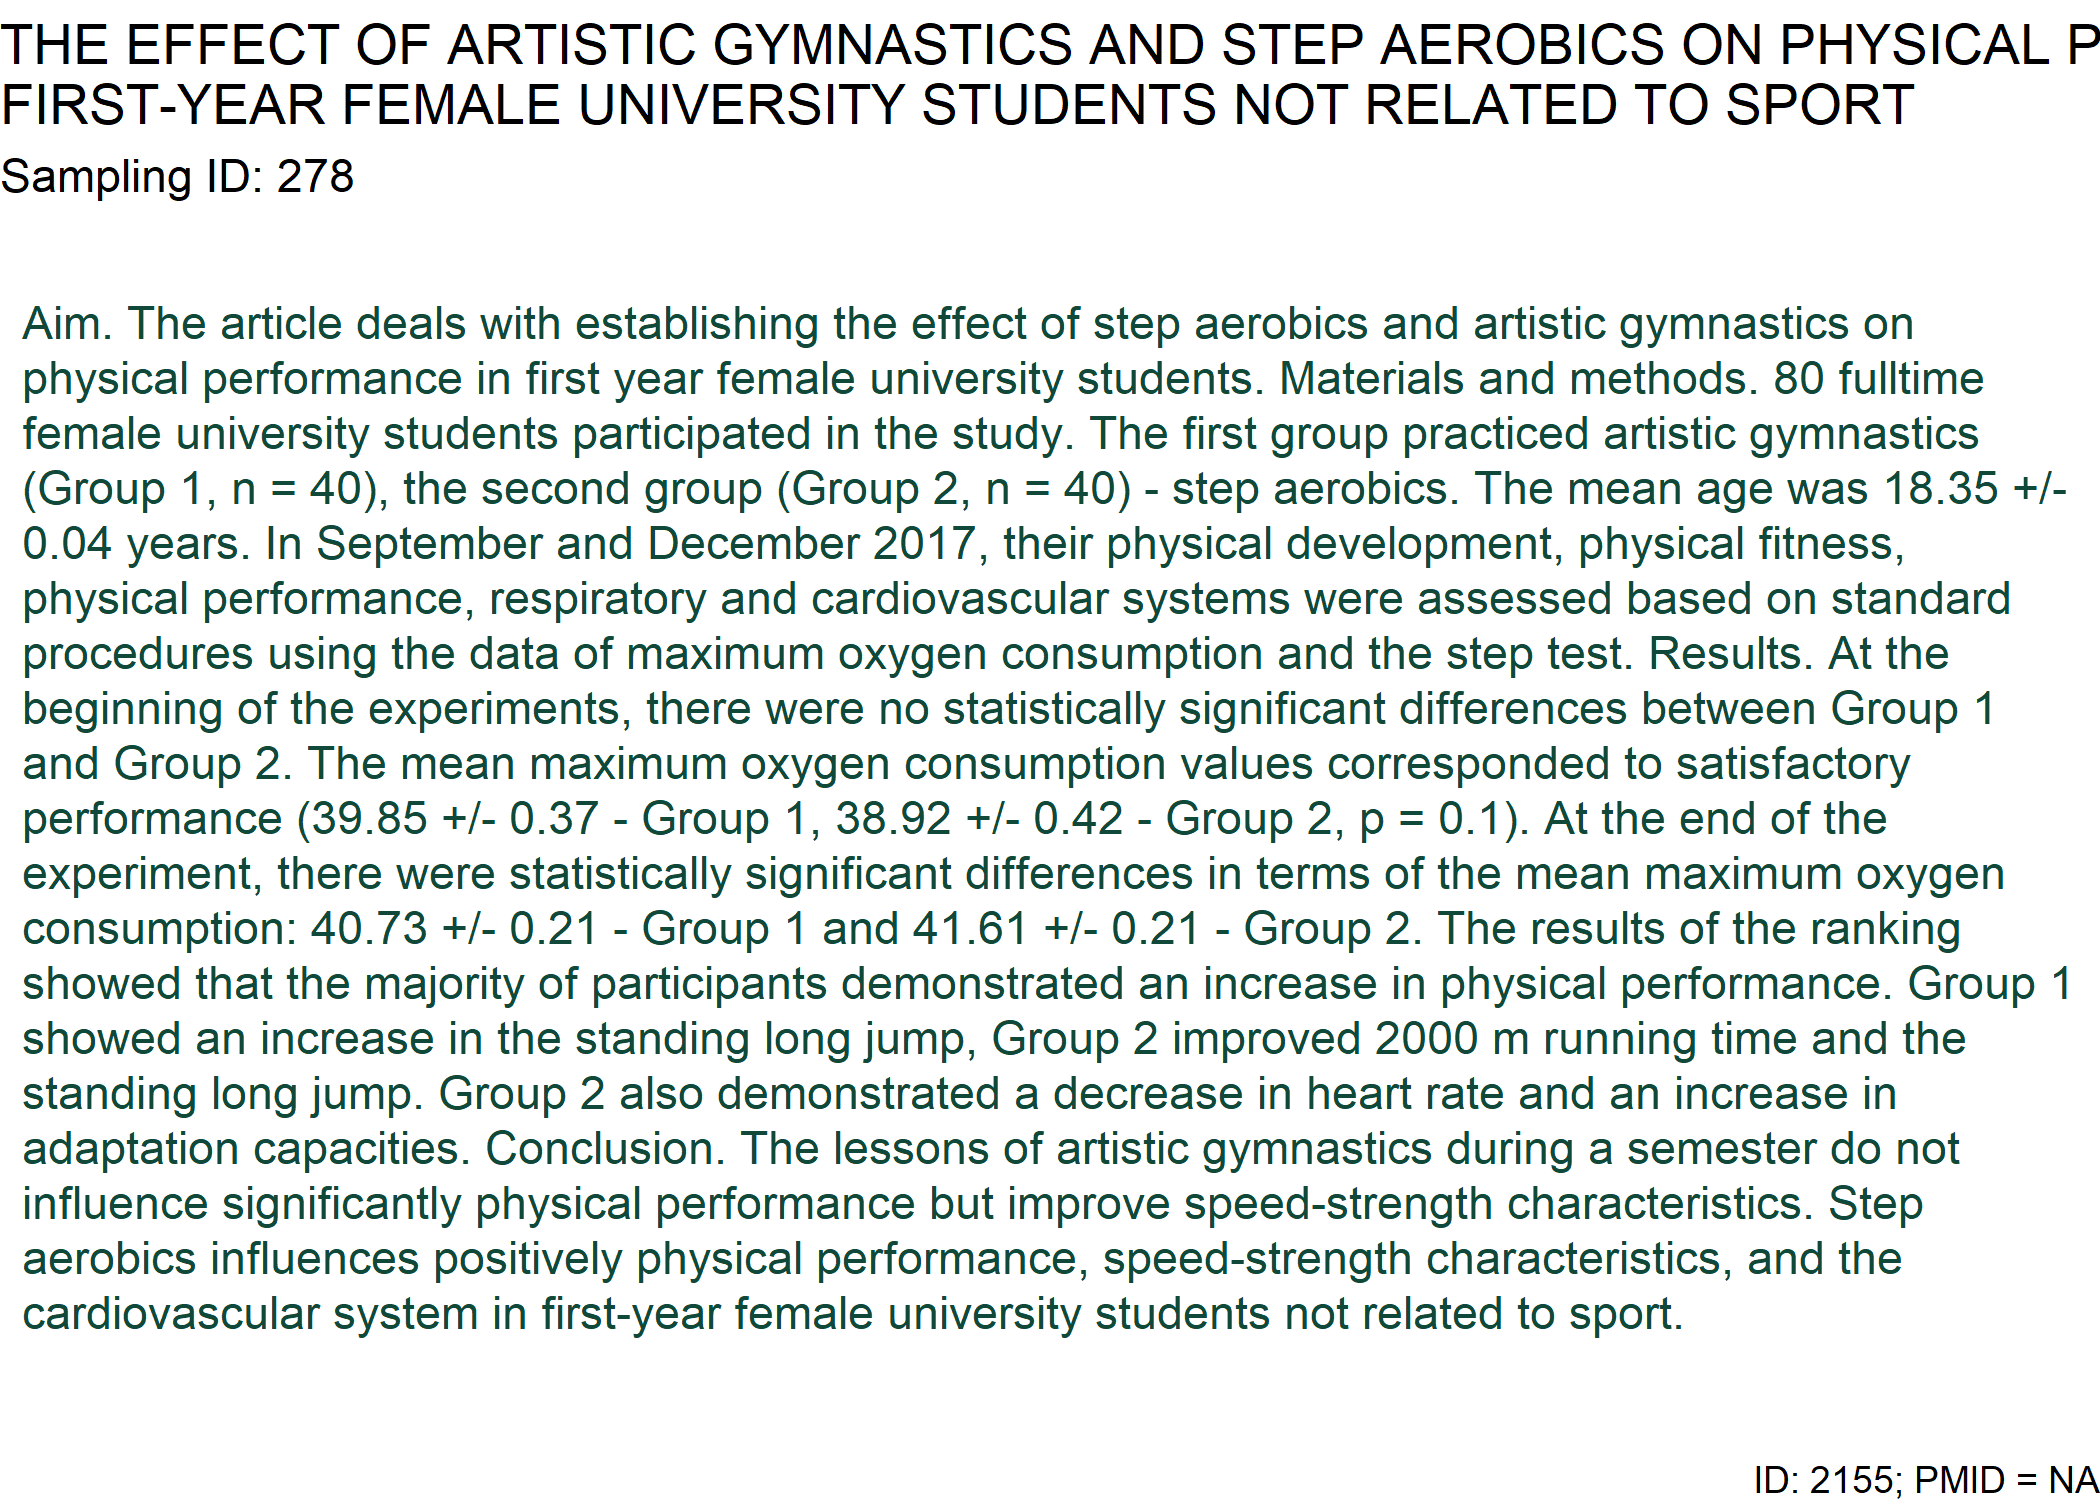 THE EFFECT OF ARTISTIC GYMNASTICS AND STEP AEROBICS ON PHYSICAL P
FIRST-YEAR FEMALE UNIVERSITY STUDENTS NOT RELATED TO SPORT
Sampling ID: 278
Aim. The article deals with establishing the effect of step aerobics and artistic gymnastics on
physical performance in first year female university students. Materials and methods. 80 fulltime
female university students participated in the study. The first group practiced artistic gymnastics
(Group 1, n = 40), the second group (Group 2, n = 40) - step aerobics. The mean age was 18.35 +/-
0.04 years. In September and December 2017, their physical development, physical fitness,
physical performance, respiratory and cardiovascular systems were assessed based on standard
procedures using the data of maximum oxygen consumption and the step test. Results. At the
beginning of the experiments, there were no statistically significant differences between Group 1
and Group 2. The mean maximum oxygen consumption values corresponded to satisfactory
performance (39.85 +/- 0.37 - Group 1, 38.92 +/- 0.42 - Group 2, p = 0.1). At the end of the
experiment, there were statistically significant differences in terms of the mean maximum oxygen
consumption: 40.73 +/- 0.21 - Group 1 and 41.61 +/- 0.21 - Group 2. The results of the ranking
showed that the majority of participants demonstrated an increase in physical performance. Group 1
showed an increase in the standing long jump, Group 2 improved 2000 m running time and the
standing long jump. Group 2 also demonstrated a decrease in heart rate and an increase in
adaptation capacities. Conclusion. The lessons of artistic gymnastics during a semester do not
influence significantly physical performance but improve speed-strength characteristics. Step
aerobics influences positively physical performance, speed-strength characteristics, and the
cardiovascular system in first-year female university students not related to sport.
ID: 2155; PMID = NA